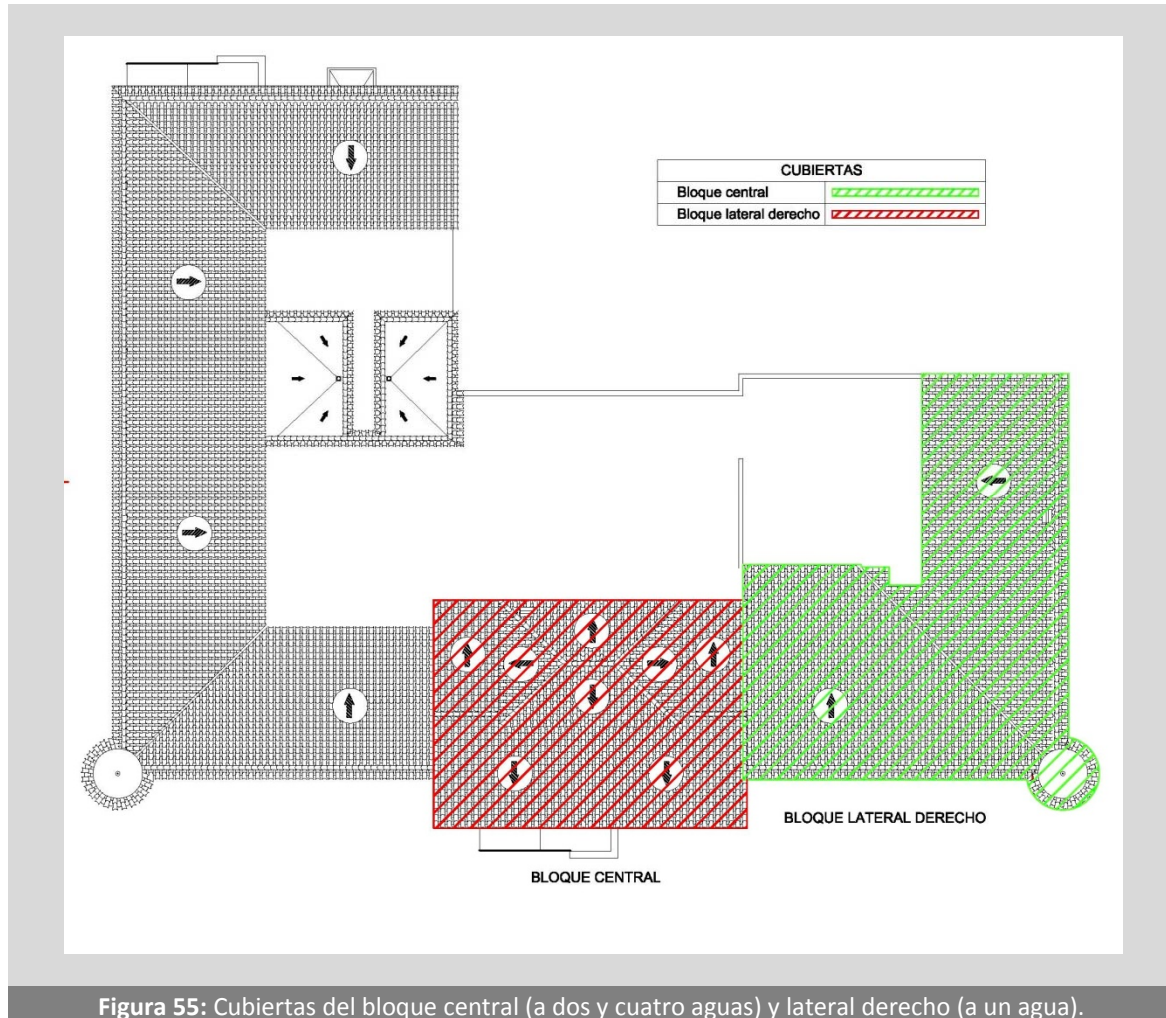 CUBIERTAS
Bloque central
Bloque lateral derecho
BLOQUE LATERAL DERECHO
BLOQUE CENTRAL
Figura 55: Cubiertas del bloque central (a dos y cuatro aguas) y lateral derecho (a un agua).